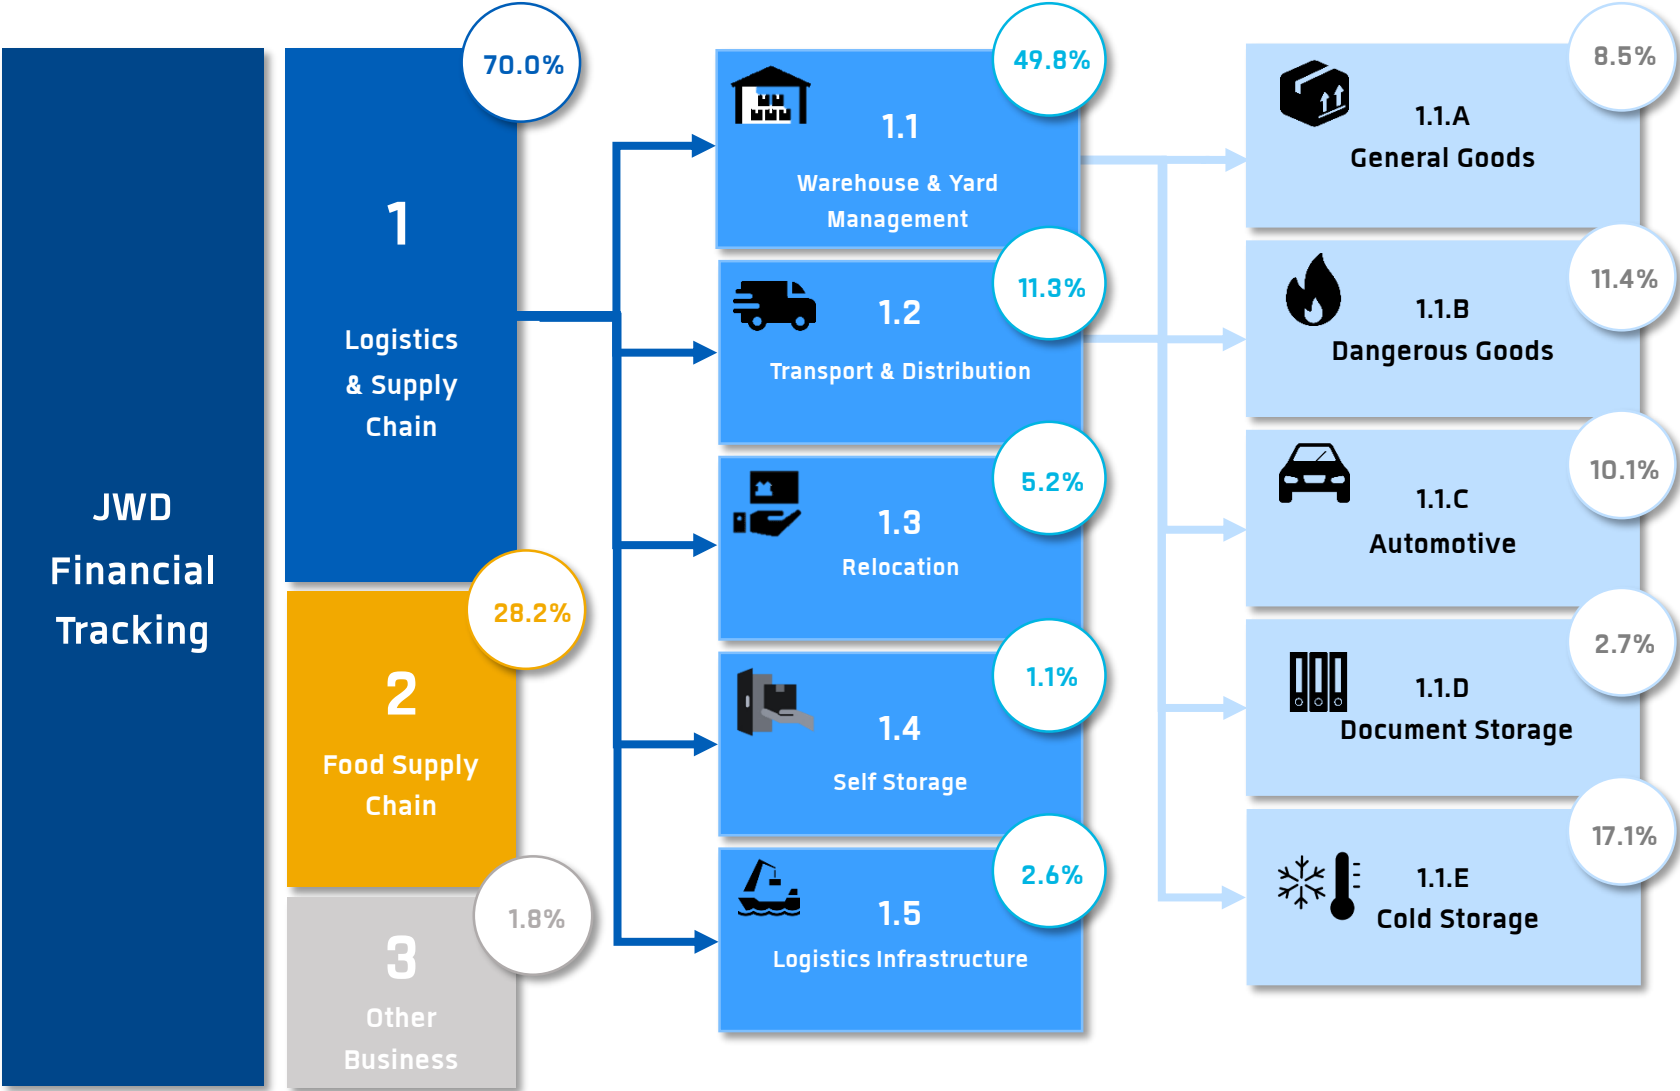 JWD
Financial
Tracking
70.0%
1
Logistics
& Supply
Chain
28.2%
2
Food Supply
Chain
1.8%
3
Other
Business
49.8%
1.1
Warehouse & Yard
Management
11.3%
1.2
Transport & Distribution
5.2%
1.3
Relocation
1.1%
1.4
Self Storage
2.6%
1.5
Logistics Infrastructure
8.5%
1.1.A
General Goods
11.4%
1.1.B
Dangerous Goods
10.1%
1.1.C
Automotive
2.7%
1.1.D
Document Storage
17.1%
1.1.E
Cold Storage